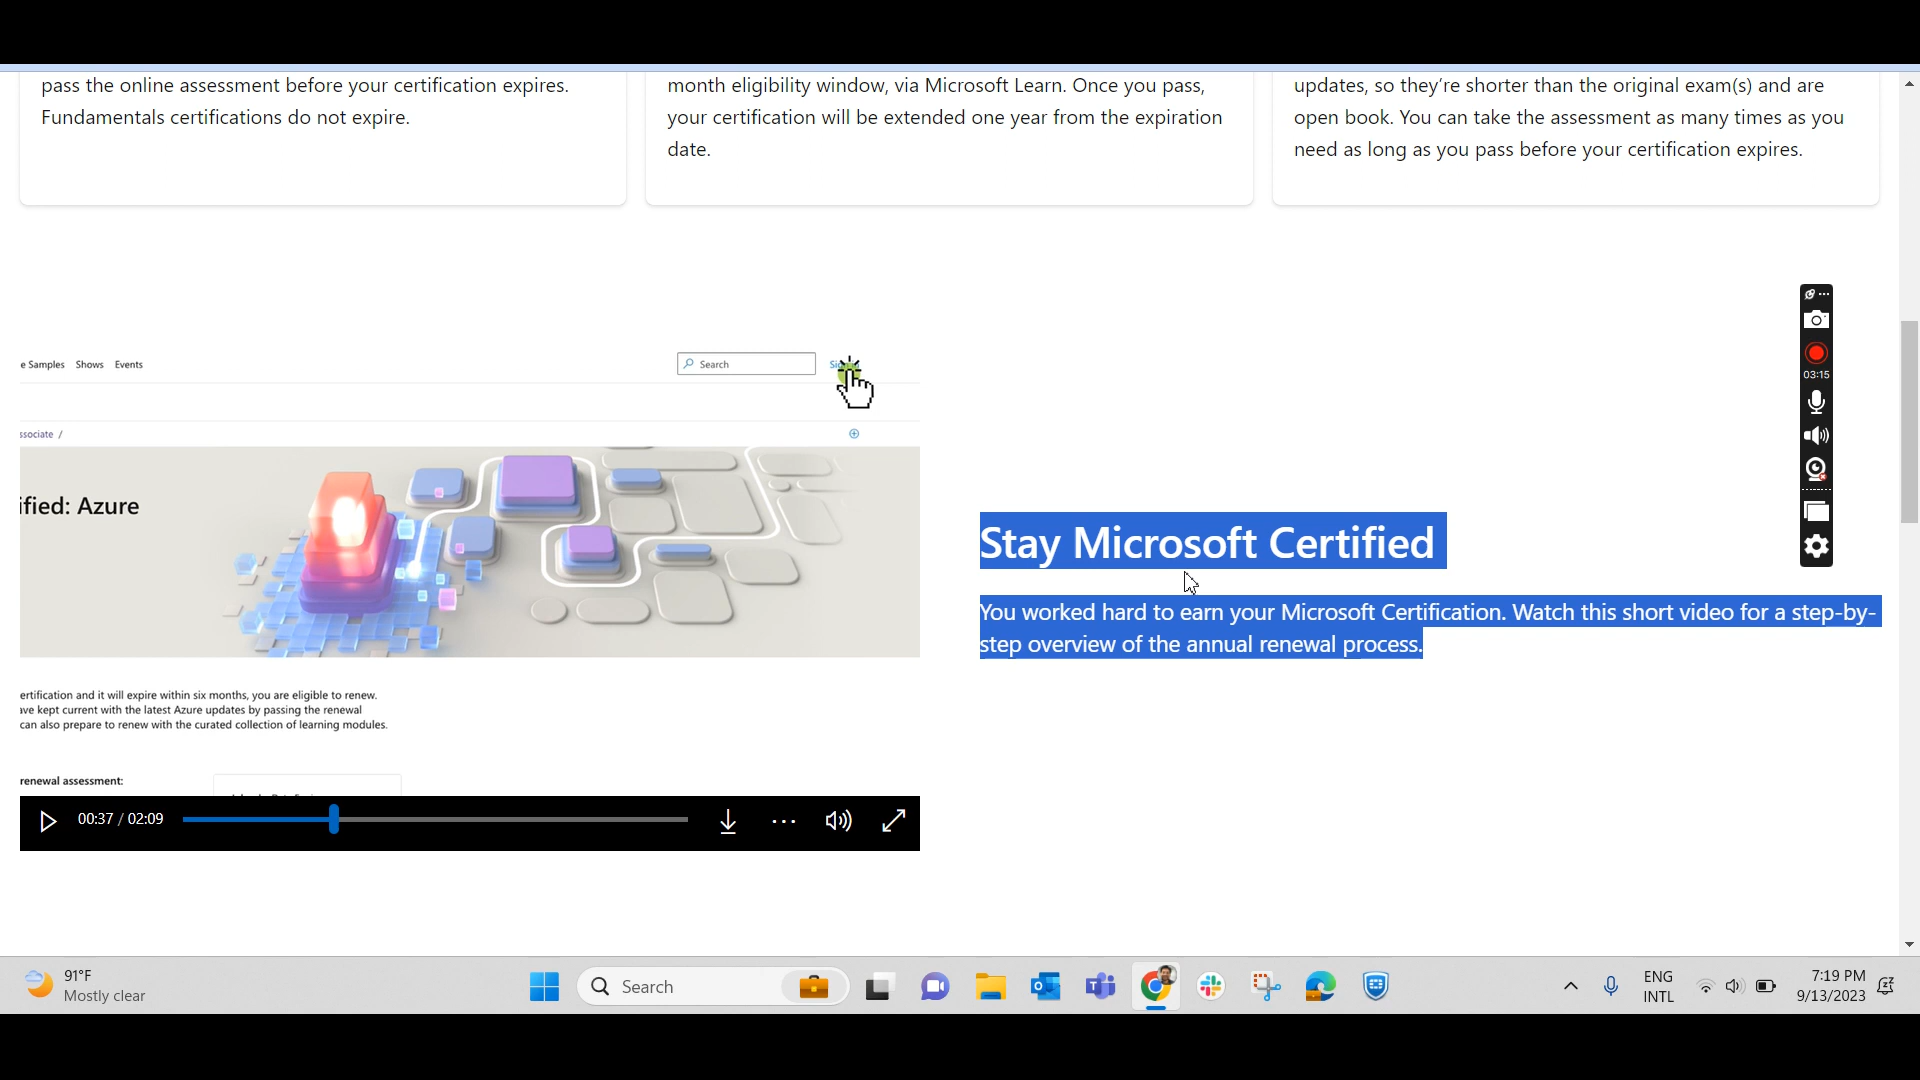 pass the online assessment before your certification expires.
Fundamentals certifications do not expire.
month eligibility window, via Microsoft Learn. Once you pass,
your certification will be extended one year from the expiration
date.
updates, so they're shorter than the original exam(s) and are
open book. You can take the assessment as many times as you
need as long as you pass before your certification expires.
e Samples Shows Events
Search
ssociate /
ified: Azure
ertification and it will expire within six months, you are eligible to renew.
ave kept current with the latest Azure updates by passing the renewal
can also prepare to renew with the curated collection of learning modules.
renewal assessment:
00:37 / 02:09
Stay Microsoft Certified
You worked hard to earn your Microsoft Certification. Watch this short video for a step-by-
step overview of the annual renewal process.
03:15
91°F
Mostly clear
Search
ENG
INTL
7:19 PM
9/13/2023